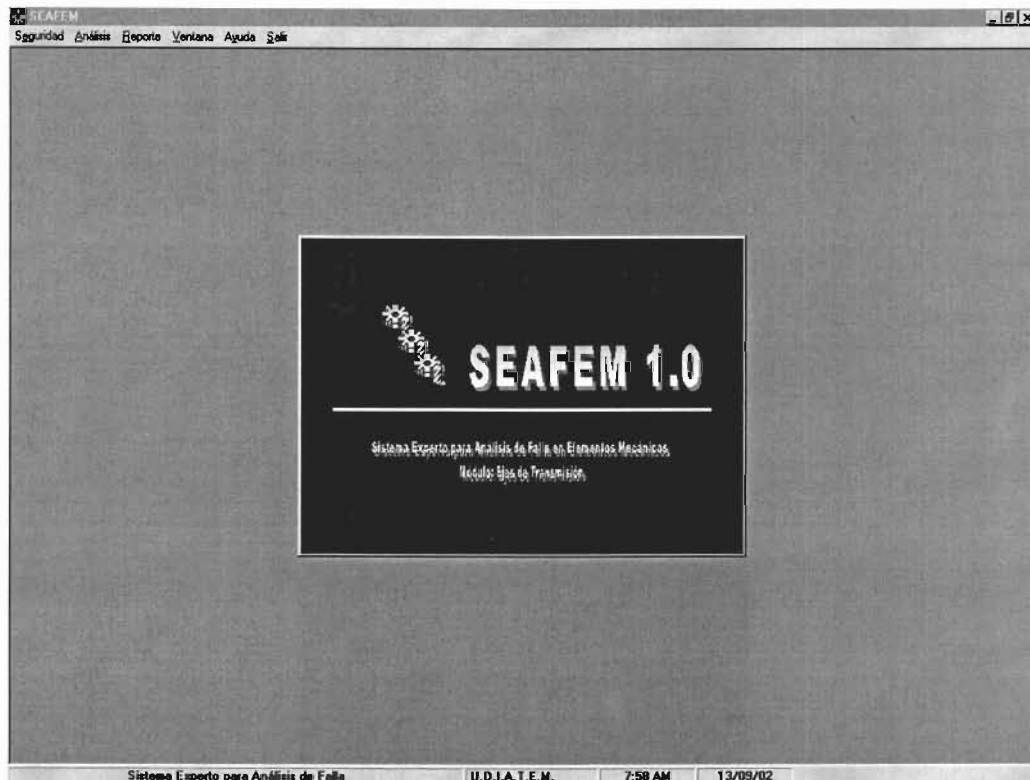 SEAFEM
Seguridad Análisis Reporte Ventana Ayuda Salir
SEAFEM 1.0
Sistema Experto para Analisis de Falla en Elementos Mecánicos
Modulo: Ejes de Transmisión
Sistema Experto para Análisis de Falla U.D.I.A.T.E.M. 7:58 AM 13/09/02